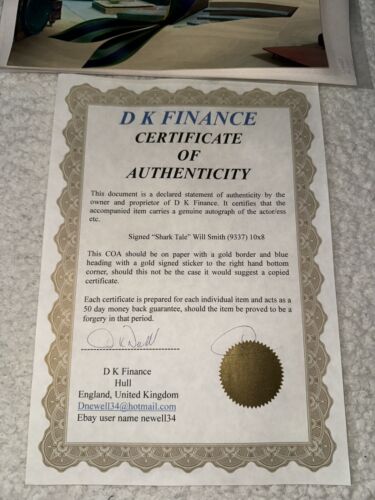 D K FINANCE
CERTIFICATE
OF
AUTHENTICITY
This document is a declared statement of authenticity by the
owner and proprietor of D K Finance. It certifies that the
accompanied item carries a genuine autograph of the actor/ess
etc.
Signed "Shark Tale" Will Smith (9337) 10x8
This COA should be on paper with a gold border and blue
heading with a gold signed sticker to the right hand bottom
corner, should this not be the case it would suggest a copied
certificate.
Each certificate is prepared for each individual item and acts as a
50 day money back guarantee, should the item be proved to be a
forgery in that period.
D K Finance
Hull
England, United Kingdom
Dnewell34@hotmail.com
Ebay user name newell34